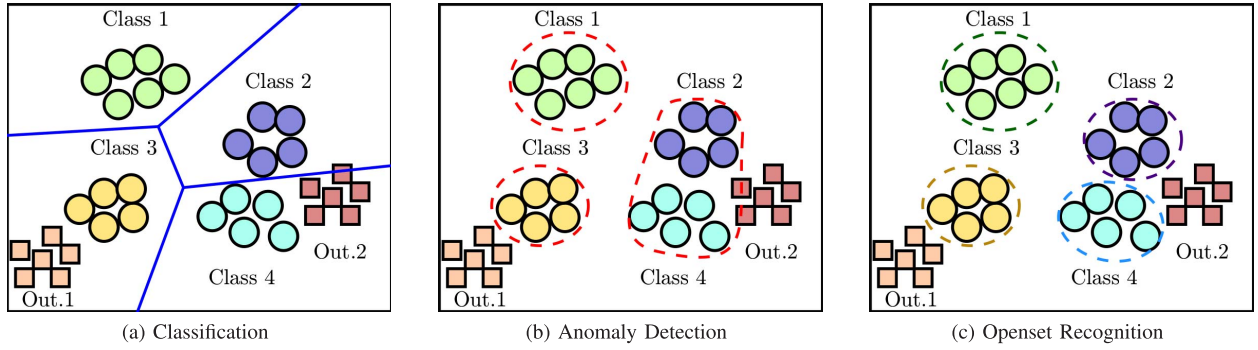 Class 1
Class 2
Class 3
Class 4
Out.1
Out.2
(a) Classification
Class 1
Class 2
Class 3
Class 4
Out.1
Out.2
(b) Anomaly Detection
Class 1
Class 2
Class 3
Class 4
Out.1
Out.2
(c) Openset Recognition